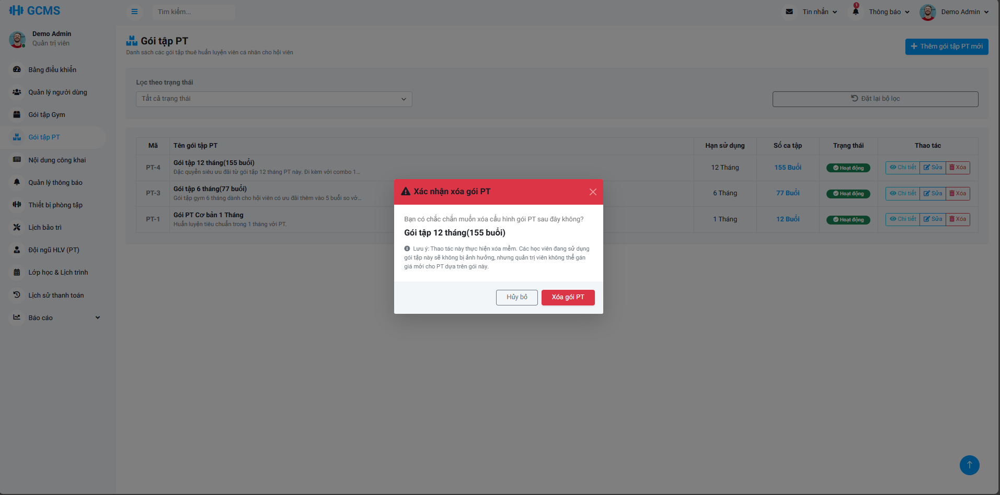 GCMS
Tìm kiếm...
Tin nhắn
1
Thông báo
Demo Admin
Demo Admin
Quản trị viên
Bảng điều khiển
Quản lý người dùng
Gói tập Gym
Gói tập PT
Nội dung công khai
Quản lý thông báo
Thiết bị phòng tập
Lịch bảo trì
Đội ngũ HLV (PT)
Lớp học & Lịch trình
Lịch sử thanh toán
Báo cáo
Gói tập PT
Danh sách các gói tập thuê huấn luyện viên cá nhân cho hội viên
Thêm gói tập PT mới
Lọc theo trạng thái
Tất cả trạng thái
Đặt lại bộ lọc
Mã Tên gói tập PT Hạn sử dụng Số ca tập Trạng thái Thao tác
PT-4 Gói tập 12 tháng(155 buổi) 12 Tháng 155 Buổi Hoạt động Chi tiết Sửa Xóa
Đặc quyền siêu ưu đãi từ gói tập 12 tháng PT này. Đi kèm với combo 1...
PT-3 Gói tập 6 tháng(77 buổi) 6 Tháng 77 Buổi Hoạt động Chi tiết Sửa Xóa
Gói tập gym 6 tháng dành cho hội viên có ưu đãi thêm vào 5 buổi so vớ...
PT-1 Gói PT Cơ bản 1 Tháng 1 Tháng 12 Buổi Hoạt động Chi tiết Sửa Xóa
Huấn luyện tiêu chuẩn trong 1 tháng với PT.
Xác nhận xóa gói PT
Bạn có chắc chắn muốn xóa cấu hình gói PT sau đây không?
Gói tập 12 tháng(155 buổi)
Lưu ý: Thao tác này thực hiện xóa mềm. Các học viên đang sử dụng
gói tập này sẽ không bị ảnh hưởng, nhưng quản trị viên không thể gán
giá mới cho PT dựa trên gói này.
Hủy bỏ
Xóa gói PT